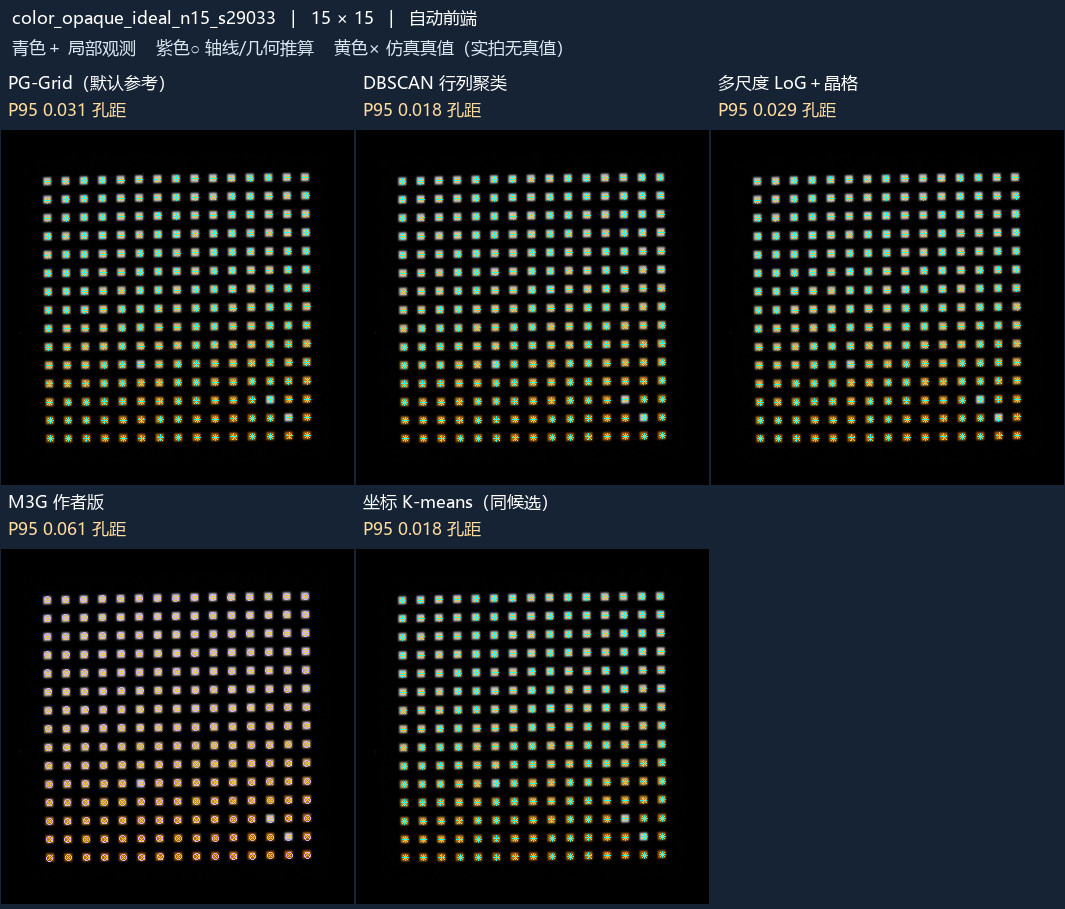 color_opaque_ideal_n15_s29033 | 15 × 15 | 自动前端
青色＋ 局部观测 紫色○ 轴线/几何推算 黄色× 仿真真值（实拍无真值）
PG-Grid（默认参考）
P95 0.031 孔距
DBSCAN 行列聚类
P95 0.018 孔距
多尺度 LoG＋晶格
P95 0.029 孔距
M3G 作者版
P95 0.061 孔距
坐标 K-means（同候选）
P95 0.018 孔距